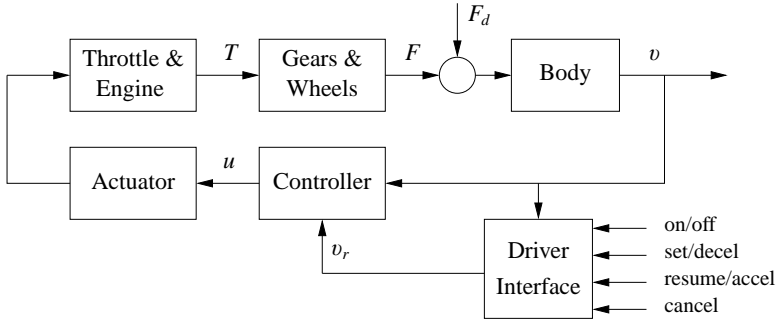 F_d
Throttle & Engine
T
Gears & Wheels
F
Body
v
Actuator
u
Controller
v_r
Driver Interface
on/off
set/decel
resume/accel
cancel